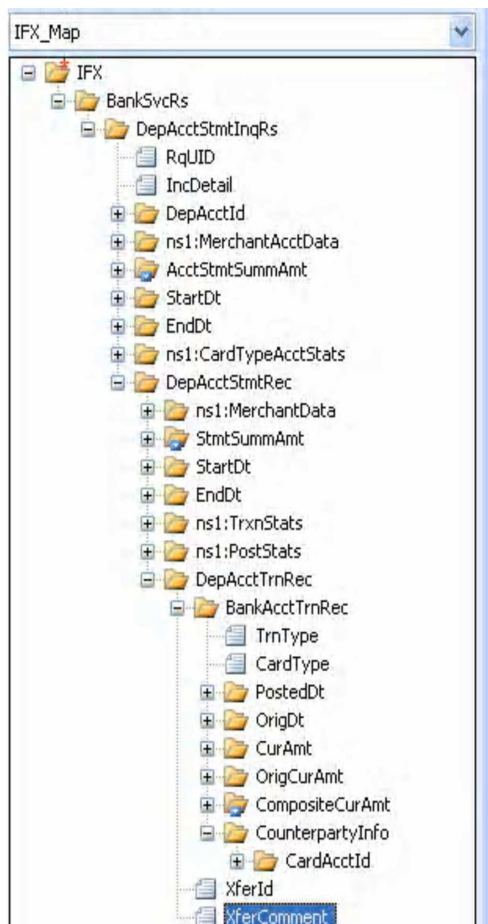 IFX_Map
IFX
BankSvcRs
DepAcctStmtInqRs
RqUID
IncDetail
DepAcctId
ns1:MerchantAcctData
AcctStmtSummAmt
StartDt
EndDt
ns1:CardTypeAcctStats
DepAcctStmtRec
ns1:MerchantData
StmtSummAmt
StartDt
EndDt
ns1:TrxnStats
ns1:PostStats
DepAcctTrnRec
BankAcctTrnRec
TrnType
CardType
PostedDt
OrigDt
CurAmt
OrigCurAmt
CompositeCurAmt
CounterpartyInfo
CardAcctId
XferId
XferComment